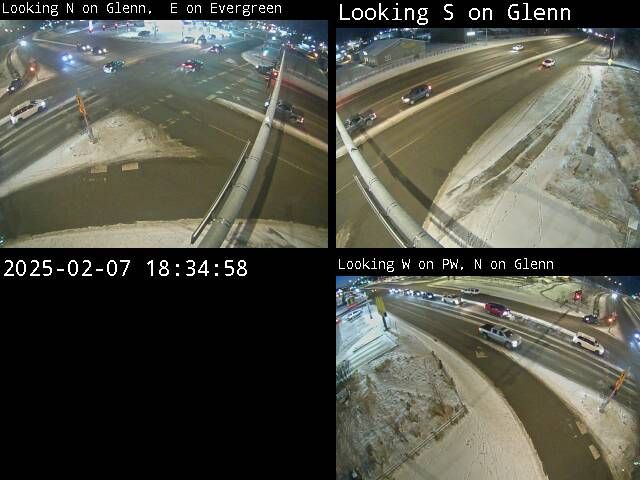 Looking N on Glenn,  E on Evergreen
Looking S on Glenn
2025-02-07 18:34:58
Looking W on PW, N on Glenn